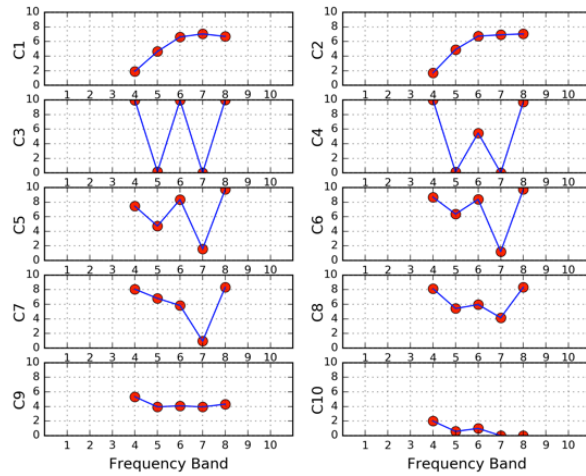 10 8 6 4 2 0 C1 1 2 3 4 5 6 7 8 9 10
10 8 6 4 2 0 C2 1 2 3 4 5 6 7 8 9 10
10 8 6 4 2 0 C3 1 2 3 4 5 6 7 8 9 10
10 8 6 4 2 0 C4 1 2 3 4 5 6 7 8 9 10
10 8 6 4 2 0 C5 1 2 3 4 5 6 7 8 9 10
10 8 6 4 2 0 C6 1 2 3 4 5 6 7 8 9 10
10 8 6 4 2 0 C7 1 2 3 4 5 6 7 8 9 10
10 8 6 4 2 0 C8 1 2 3 4 5 6 7 8 9 10
10 8 6 4 2 0 C9 1 2 3 4 5 6 7 8 9 10
Frequency Band
10 8 6 4 2 0 C10 1 2 3 4 5 6 7 8 9 10
Frequency Band